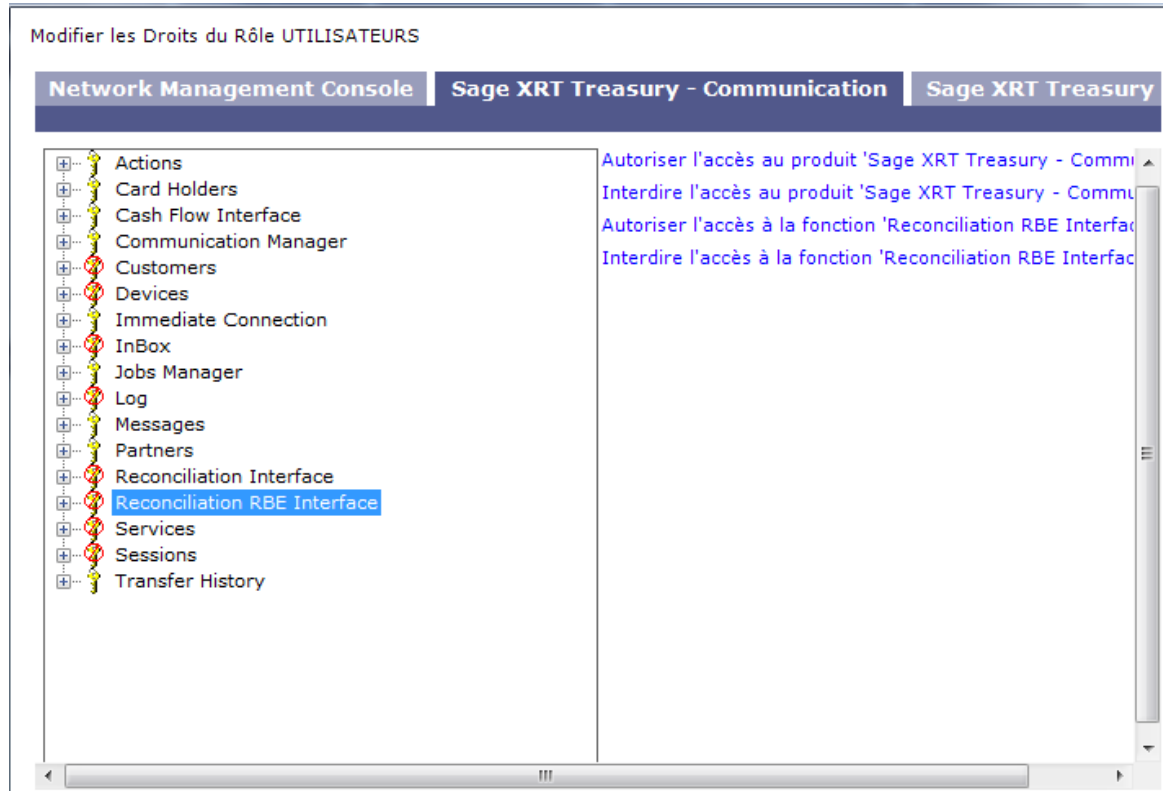 Modifier les Droits du Rôle UTILISATEURS
Network Management Console Sage XRT Treasury - Communication Sage XRT Treasury
Actions
Card Holders
Cash Flow Interface
Communication Manager
Customers
Devices
Immediate Connection
InBox
Jobs Manager
Log
Messages
Partners
Reconciliation Interface
Reconciliation RBE Interface
Services
Sessions
Transfer History
Autoriser l'accès au produit 'Sage XRT Treasury - Commu
Interdire l'accès au produit 'Sage XRT Treasury - Commu
Autoriser l'accès à la fonction 'Reconciliation RBE Interfac
Interdire l'accès à la fonction 'Reconciliation RBE Interfac